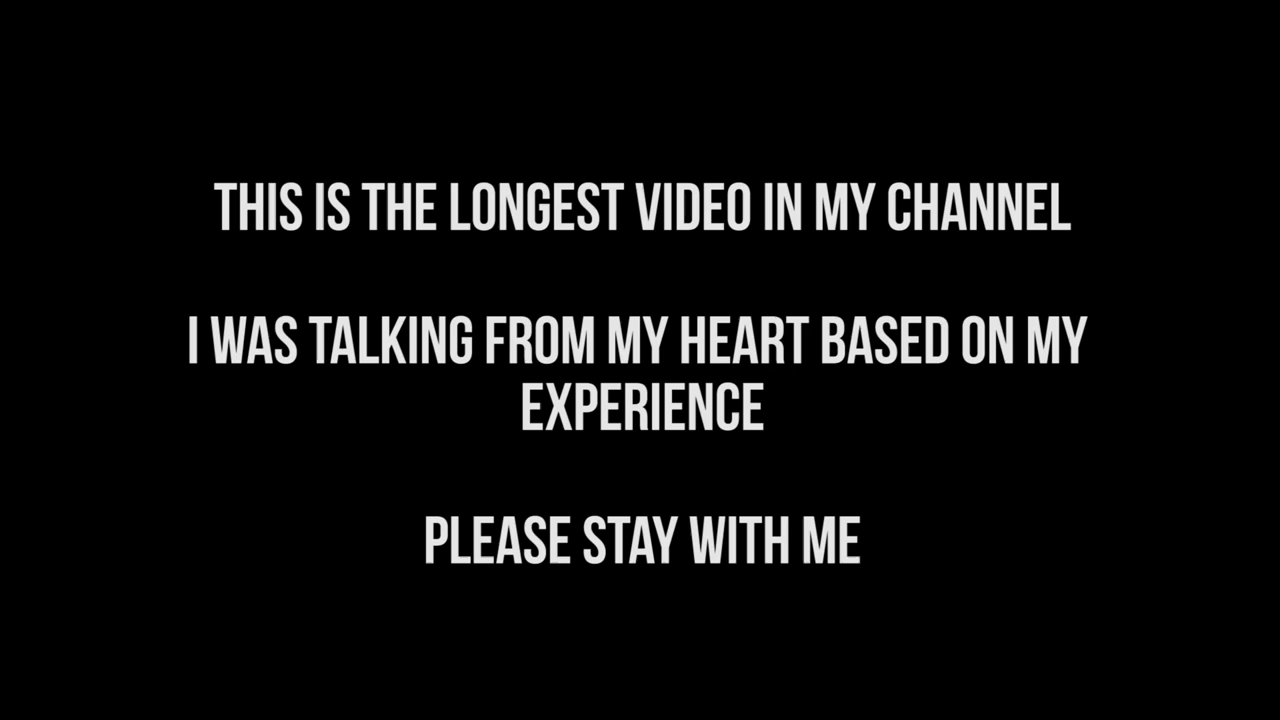 THIS IS THE LONGEST VIDEO IN MY CHANNEL
I WAS TALKING FROM MY HEART BASED ON MY
EXPERIENCE
PLEASE STAY WITH ME